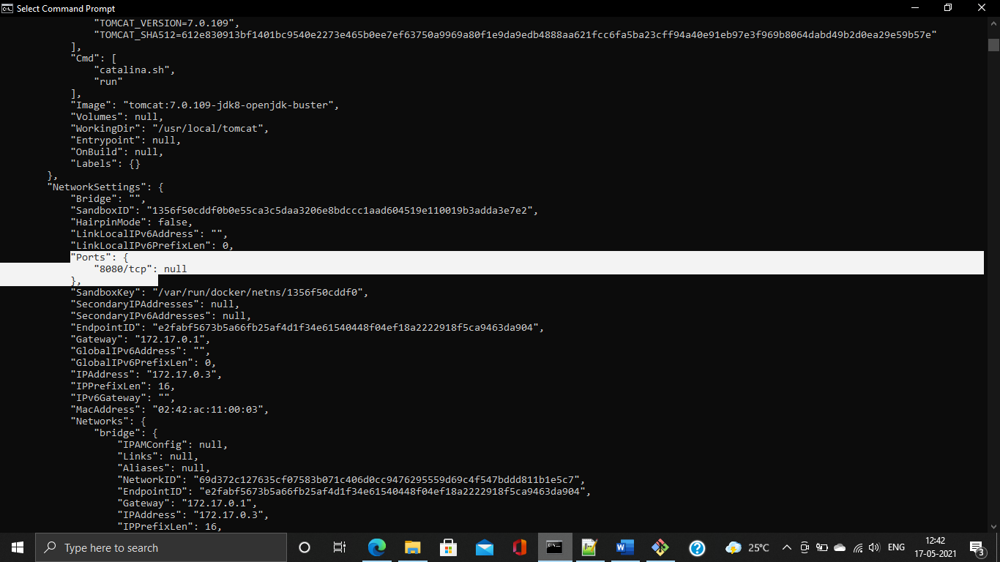 Select Command Prompt
"TOMCAT_VERSION=7.0.109",
"TOMCAT_SHA512=612e830913bf1401bc9540e2273e465b0ee7ef63750a9969a80f1e9da9edb4888aa621fcc6fa5ba23cff94a40e91eb97e3f969b8064dabd49b2d0ea29e59b57e"
],
"Cmd": [
"catalina.sh",
"run"
],
"Image": "tomcat:7.0.109-jdk8-openjdk-buster",
"Volumes": null,
"WorkingDir": "/usr/local/tomcat",
"Entrypoint": null,
"OnBuild": null,
"Labels": {}
},
"NetworkSettings": {
"Bridge": "",
"SandboxID": "1356f50cddf0b0e55ca3c5daa3206e8bdccc1aad604519e110019b3adda3e7e2",
"HairpinMode": false,
"LinkLocalIPv6Address": "",
"LinkLocalIPv6PrefixLen": 0,
"Ports": {
"8080/tcp": null
},
"SandboxKey": "/var/run/docker/netns/1356f50cddf0",
"SecondaryIPAddresses": null,
"SecondaryIPv6Addresses": null,
"EndpointID": "e2fabf5673b5a66fb25af4d1f34e61540448f04ef18a2222918f5ca9463da904",
"Gateway": "172.17.0.1",
"GlobalIPv6Address": "",
"GlobalIPv6PrefixLen": 0,
"IPAddress": "172.17.0.3",
"IPPrefixLen": 16,
"IPv6Gateway": "",
"MacAddress": "02:42:ac:11:00:03",
"Networks": {
"bridge": {
"IPAMConfig": null,
"Links": null,
"Aliases": null,
"NetworkID": "69d372c127635cf07583b071c406d0cc9476295559d69c4f547bddd811b1e5c7",
"EndpointID": "e2fabf5673b5a66fb25af4d1f34e61540448f04ef18a2222918f5ca9463da904",
"Gateway": "172.17.0.1",
"IPAddress": "172.17.0.3",
"IPPrefixLen": 16,
Type here to search
25°C
ENG
12:42
17-05-2021
3